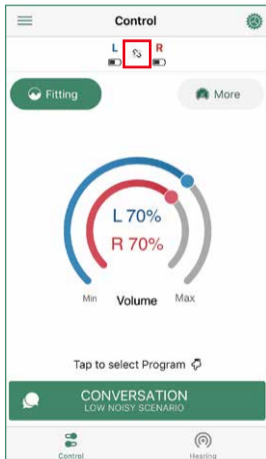 Control
L R
Fitting
More
L 70%
R 70%
Min Volume Max
Tap to select Program
CONVERSATION
LOW NOISY SCENARIO
Control Hearing